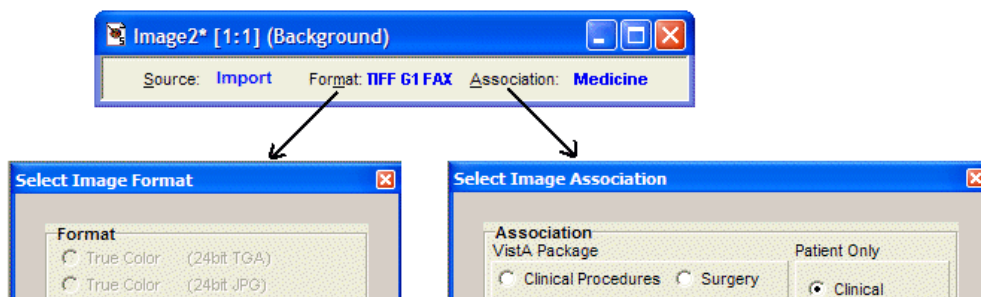 Image2* [1:1] (Background)
Source: Import Format: TIFF G1 FAX Association: Medicine
Select Image Format
Format
True Color (24bit TGA)
True Color (24bit JPG)
Select Image Association
Association
VistA Package Patient Only
Clinical Procedures Surgery Clinical